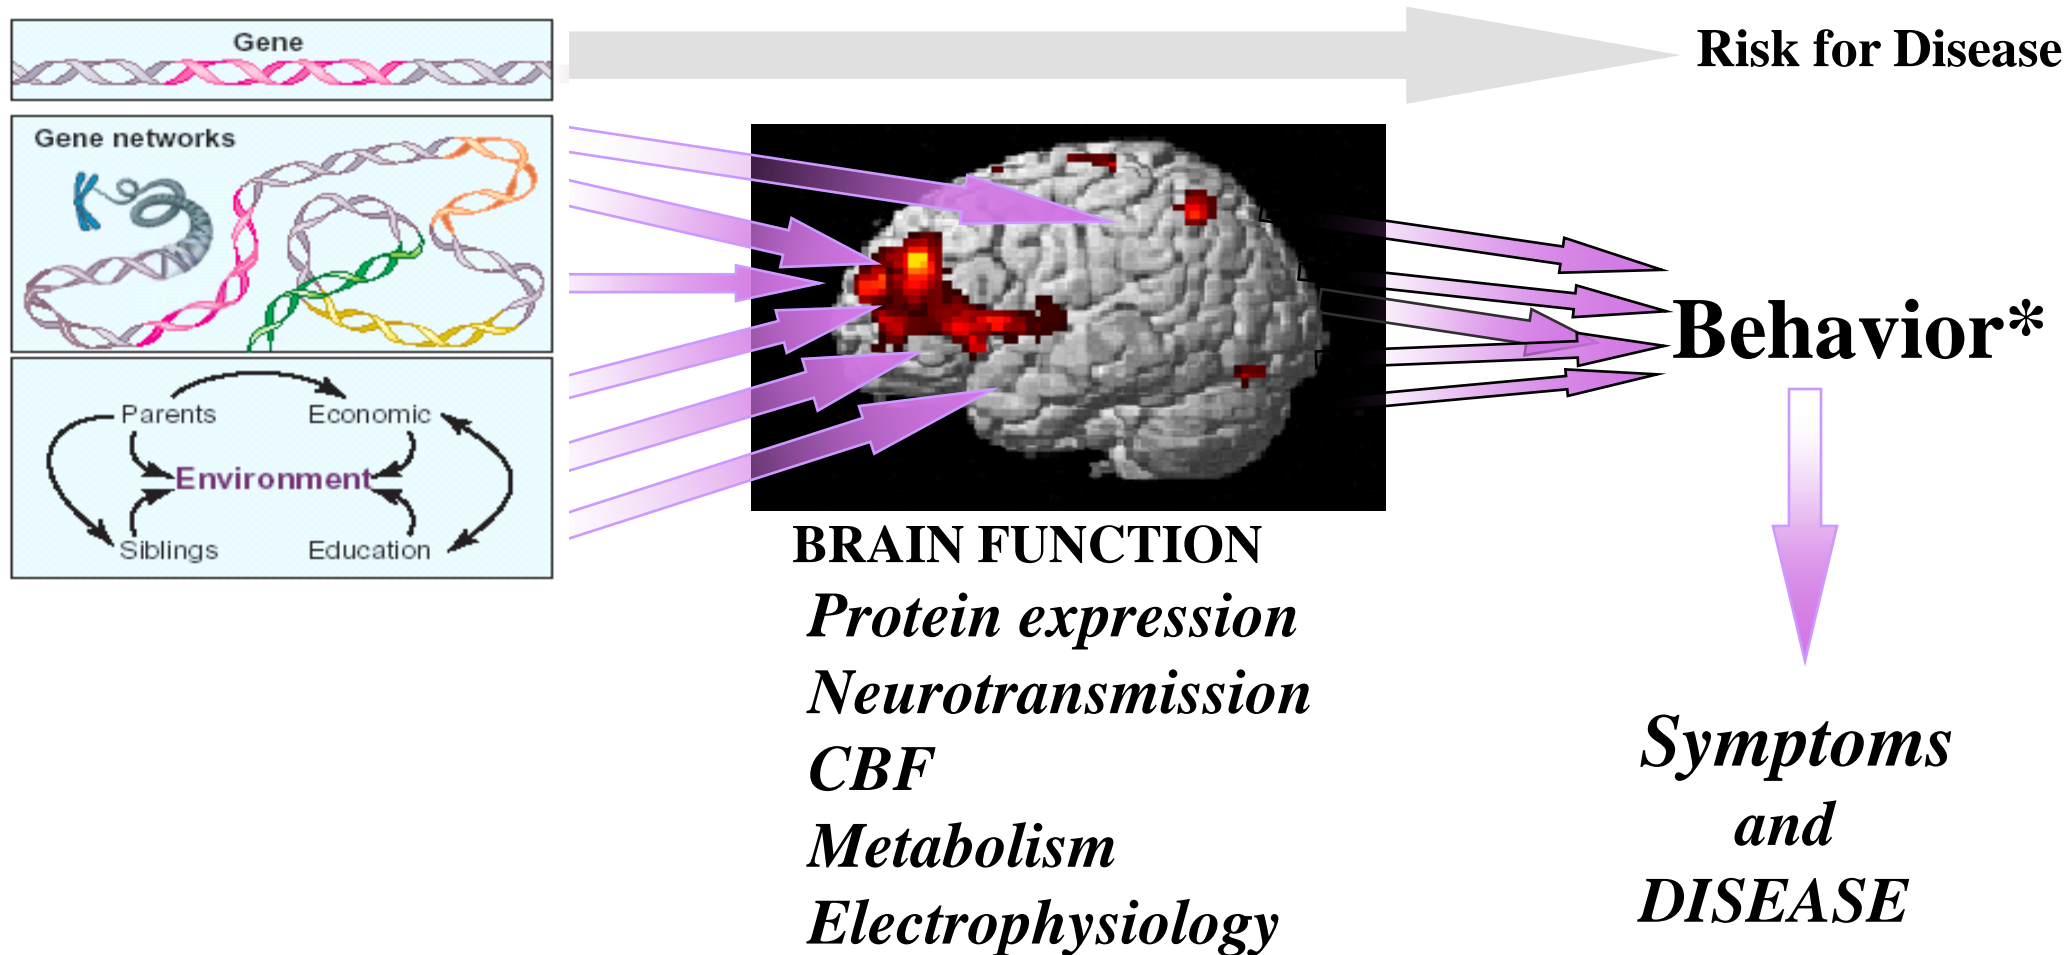 Gene
Risk for Disease
Gene networks
Parents
Economic
Environment
Siblings
Education
BRAIN FUNCTION
Protein expression
Neurotransmission
CBF
Metabolism
Electrophysiology
Behavior*
Symptoms
and
DISEASE